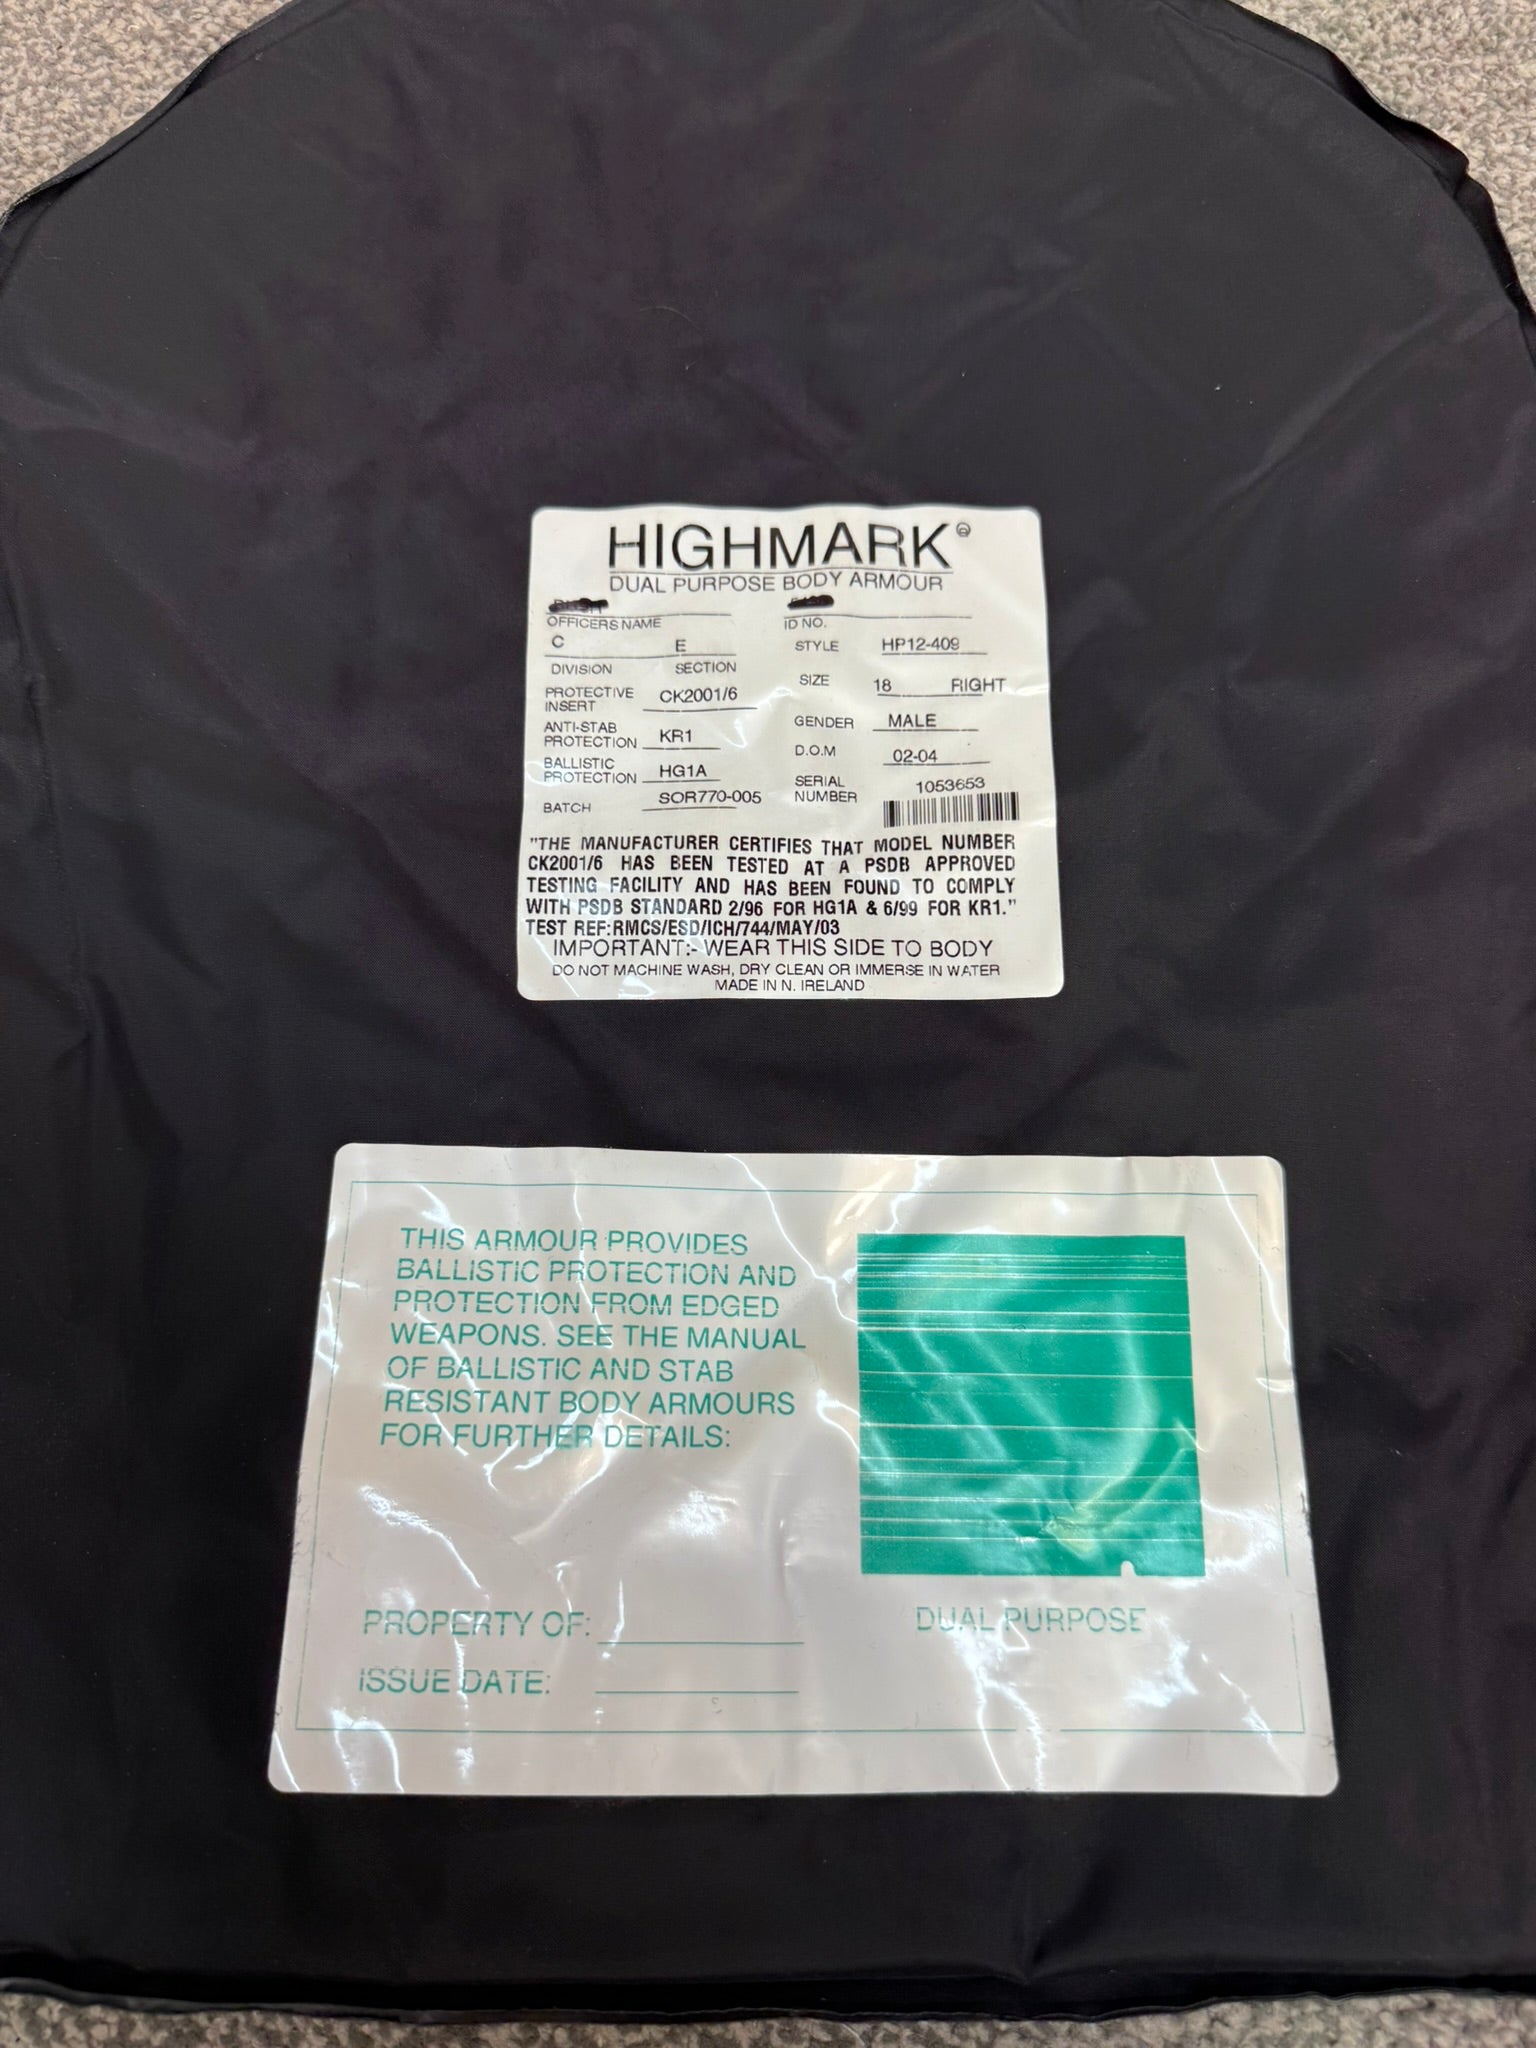 HIGHMARK®
DUAL PURPOSE BODY ARMOUR
OFFICERS NAME ID NO.
C E STYLE HP12-409
DIVISION SECTION
SIZE 18 RIGHT
PROTECTIVE INSERT CK2001/6
GENDER MALE
ANTI-STAB PROTECTION KR1
D.O.M 02-04
BALLISTIC PROTECTION HG1A
SERIAL NUMBER 1053653
BATCH SOR770-005
"THE MANUFACTURER CERTIFIES THAT MODEL NUMBER
CK2001/6 HAS BEEN TESTED AT A PSDB APPROVED
TESTING FACILITY AND HAS BEEN FOUND TO COMPLY
WITH PSDB STANDARD 2/96 FOR HG1A & 6/99 FOR KR1."
TEST REF:RMCS/ESD/ICH/744/MAY/03
IMPORTANT:- WEAR THIS SIDE TO BODY
DO NOT MACHINE WASH, DRY CLEAN OR IMMERSE IN WATER
MADE IN N. IRELAND
THIS ARMOUR PROVIDES
BALLISTIC PROTECTION AND
PROTECTION FROM EDGED
WEAPONS. SEE THE MANUAL
OF BALLISTIC AND STAB
RESISTANT BODY ARMOURS
FOR FURTHER DETAILS:
PROPERTY OF:
ISSUE DATE:
DUAL PURPOSE